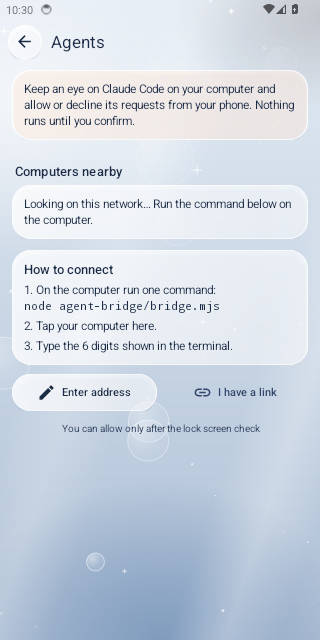 10:30
Agents
Keep an eye on Claude Code on your computer and
allow or decline its requests from your phone. Nothing
runs until you confirm.
Computers nearby
Looking on this network... Run the command below on
the computer.
How to connect
1. On the computer run one command:
node agent-bridge/bridge.mjs
2. Tap your computer here.
3. Type the 6 digits shown in the terminal.
Enter address
I have a link
You can allow only after the lock screen check